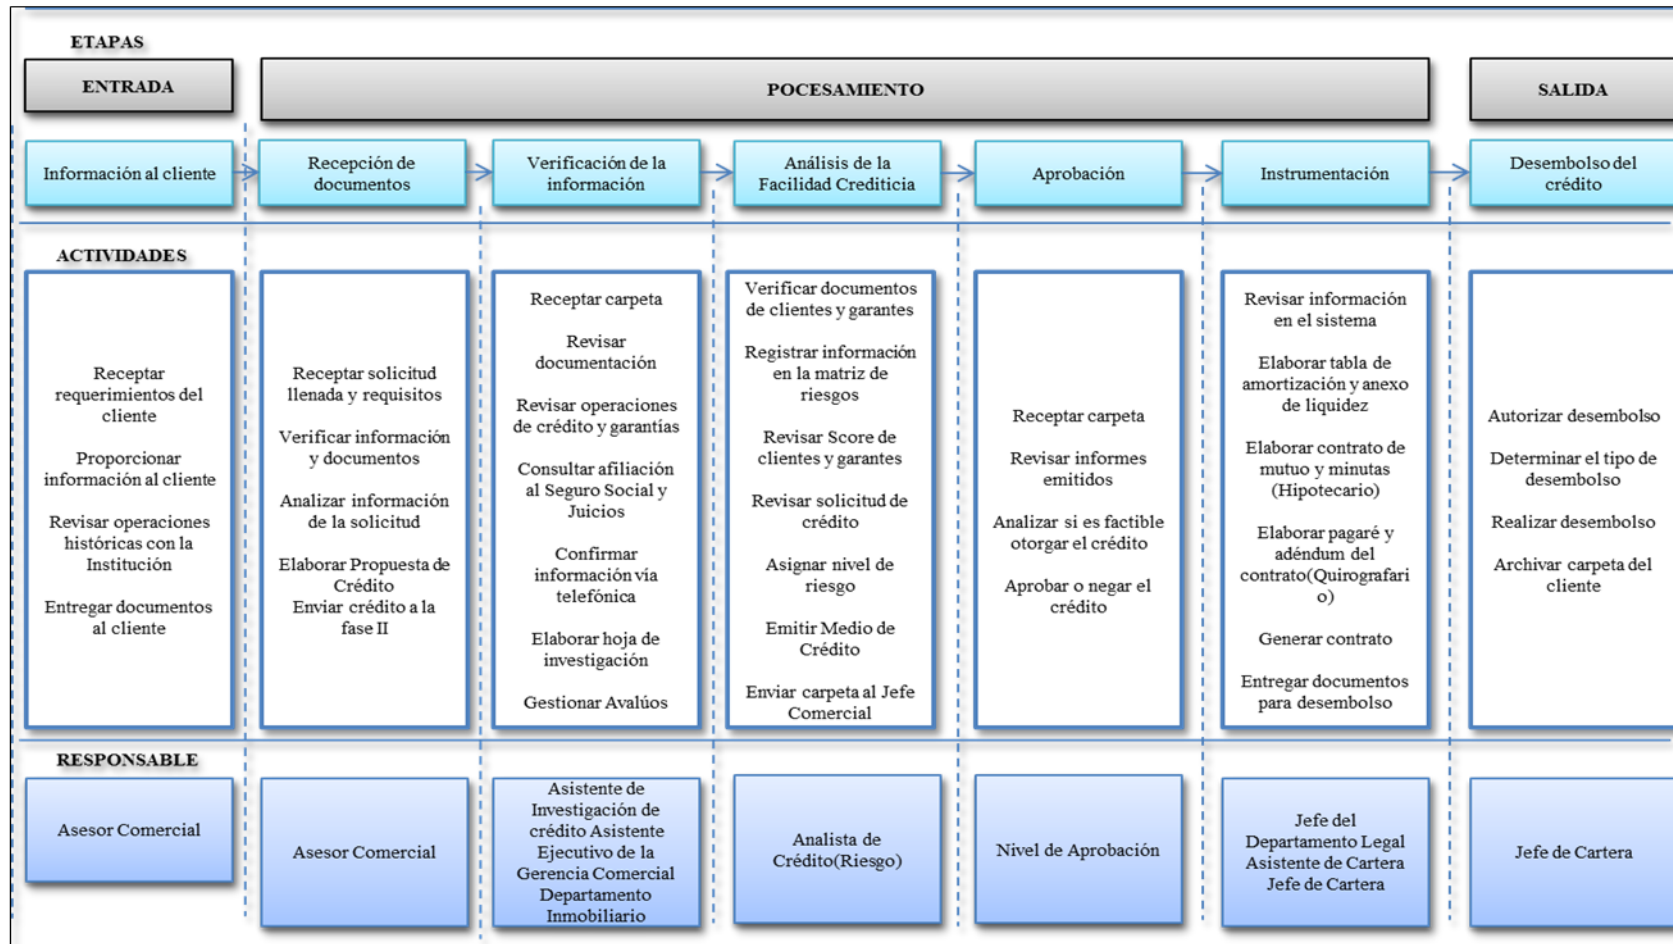 ETAPAS
ENTRADA
POCESAMIENTO
SALIDA
Información al cliente
Recepción de
documentos
Verificación de la
información
Análisis de la
Facilidad Crediticia
Aprobación
Instrumentación
Desembolso del
crédito
ACTIVIDADES
Receptar
requerimientos del
cliente
Proporcionar
información al cliente
Revisar operaciones
históricas con la
Institución
Entregar documentos
al cliente
Receptar solicitud
llenada y requisitos
Verificar información
y documentos
Analizar información
de la solicitud
Elaborar Propuesta de
Crédito
Enviar crédito a la
fase II
Receptar carpeta
Revisar
documentación
Revisar operaciones
de crédito y garantías
Consultar afiliación
al Seguro Social y
Juicios
Confirmar
información vía
telefónica
Elaborar hoja de
investigación
Gestionar Avalúos
Verificar documentos
de clientes y garantes
Registrar información
en la matriz de
riesgos
Revisar Score de
clientes y garantes
Revisar solicitud de
crédito
Asignar nivel de
riesgo
Emitir Medio de
Crédito
Enviar carpeta al Jefe
Comercial
Receptar carpeta
Revisar informes
emitidos
Analizar si es factible
otorgar el crédito
Aprobar o negar el
crédito
Revisar información
en el sistema
Elaborar tabla de
amortización y anexo
de liquidez
Elaborar contrato de
mutuo y minutas
(Hipotecario)
Elaborar pagaré y
adéndum del
contrato(Quirografari
o)
Generar contrato
Entregar documentos
para desembolso
Autorizar desembolso
Determinar el tipo de
desembolso
Realizar desembolso
Archivar carpeta del
cliente
RESPONSABLE
Asesor Comercial
Asesor Comercial
Asistente de
Investigación de
crédito Asistente
Ejecutivo de la
Gerencia Comercial
Departamento
Inmobiliario
Analista de
Crédito(Riesgo)
Nivel de Aprobación
Jefe del
Departamento Legal
Asistente de Cartera
Jefe de Cartera
Jefe de Cartera